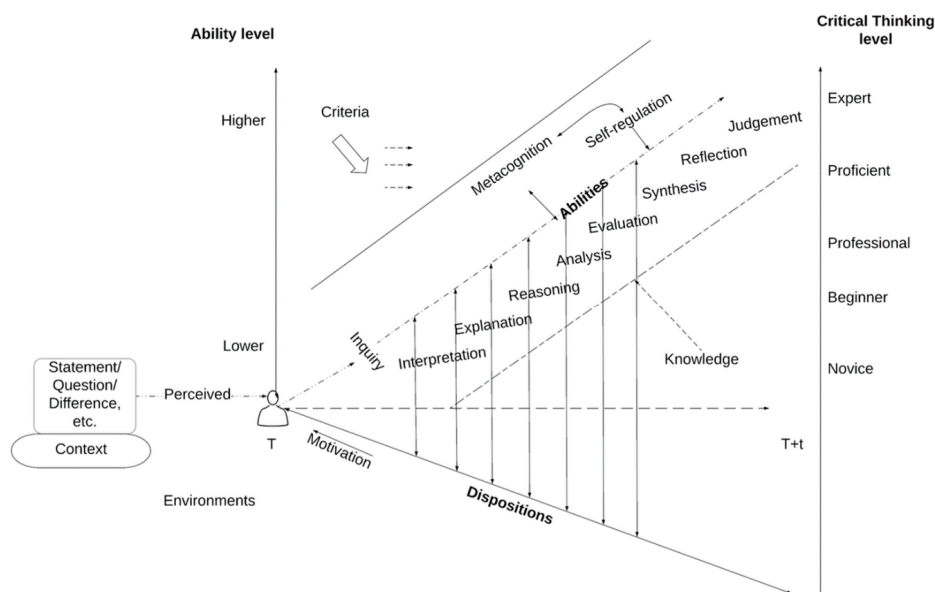 Ability level
Critical Thinking
level
Higher
Criteria
Metacognition
Self-regulation
Judgement
Reflection
Synthesis
Abilities
Evaluation
Analysis
Reasoning
Explanation
Interpretation
Inquiry
Expert
Proficient
Professional
Beginner
Novice
Lower
Knowledge
Statement/
Question/
Difference,
etc.
Perceived
Context
T
T+t
Motivation
Environments
Dispositions